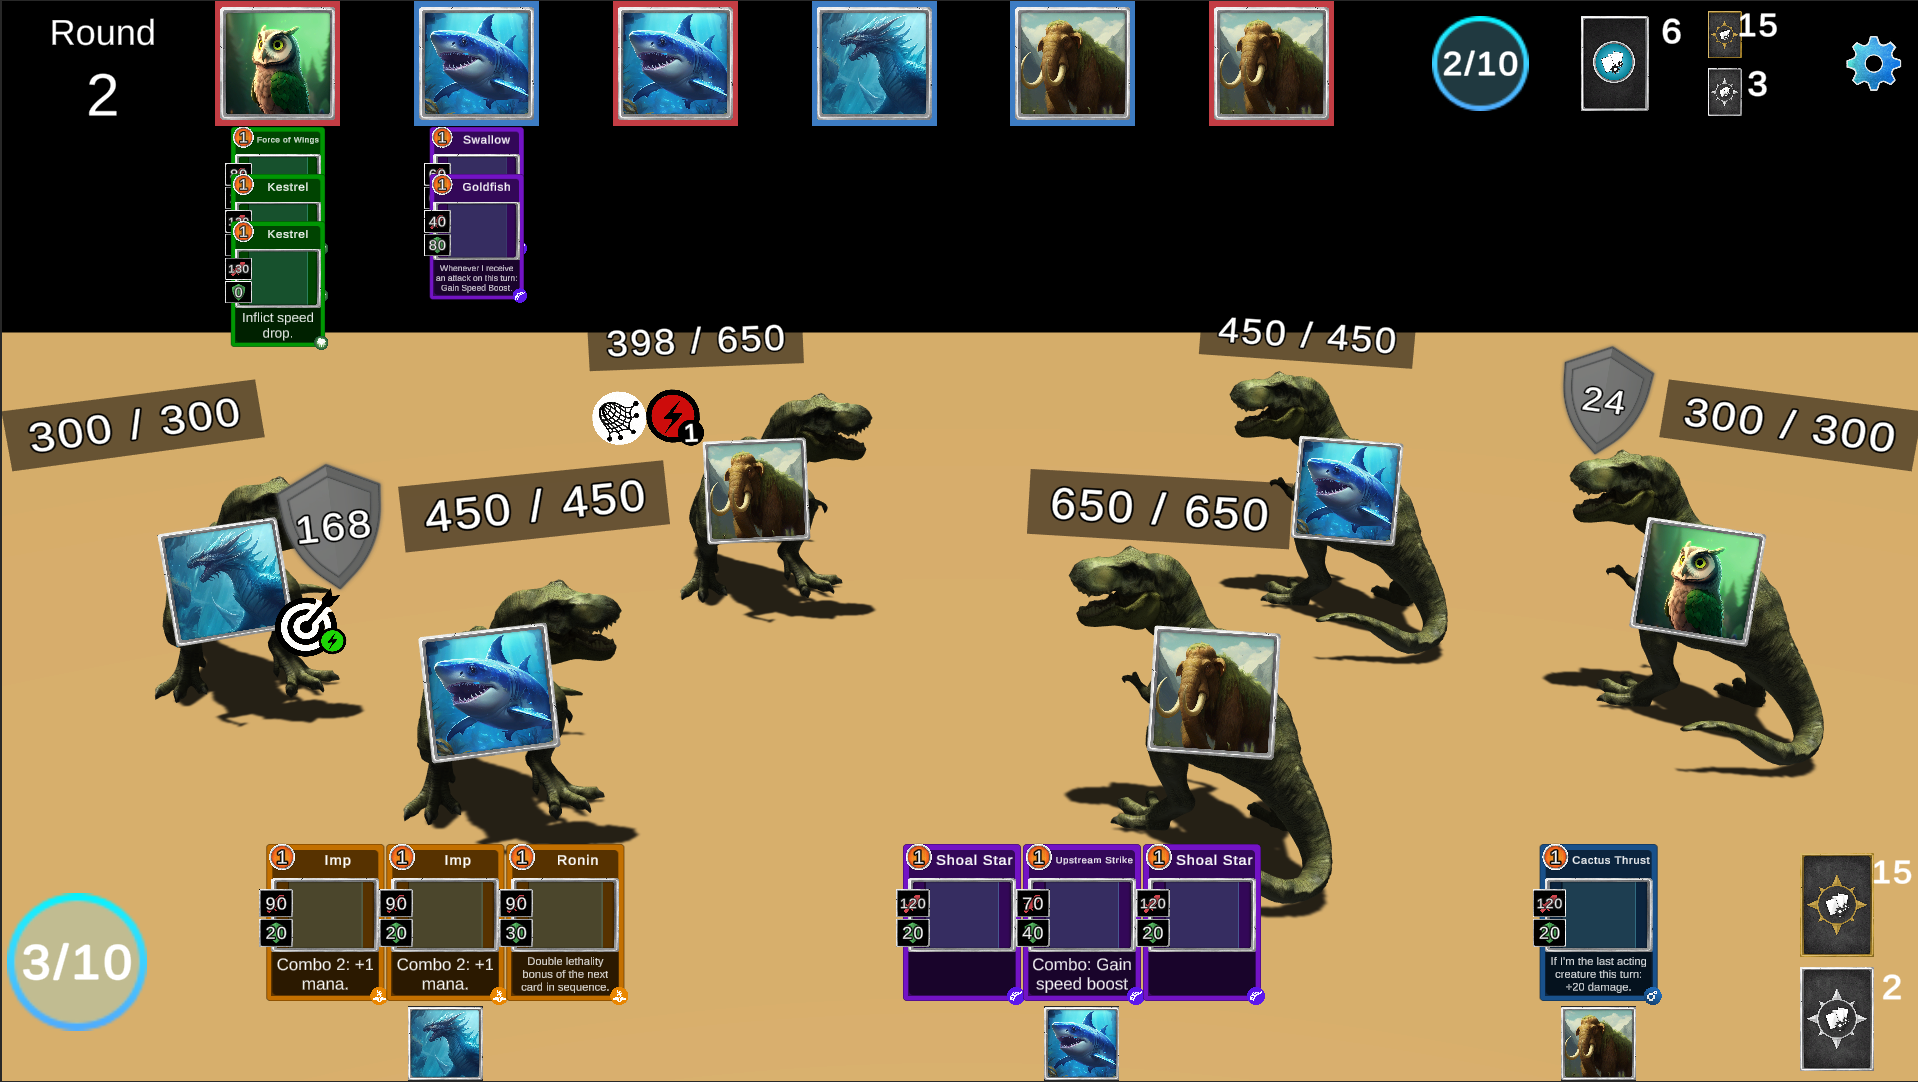 Round
2
2/10
6
15
3
1 Force of Wings
80
1 Kestrel
1 Kestrel
130
0
Inflict speed
drop.
1 Swallow
60
1 Goldfish
40
80
Whenever I receive
an attack on this turn:
Gain Speed Boost.
300 / 300
168
450 / 450
398 / 650
1
450 / 450
650 / 650
24
300 / 300
1 Imp
90
20
Combo 2: +1
mana.
1 Imp
90
20
Combo 2: +1
mana.
1 Ronin
90
30
Double lethality
bonus of the next
card in sequence.
1 Shoal Star
120
20
1 Upstream Strike
70
40
Combo: Gain
speed boost
1 Shoal Star
120
20
1 Cactus Thrust
120
20
If I'm the last acting
creature this turn:
+20 damage.
3/10
15
2